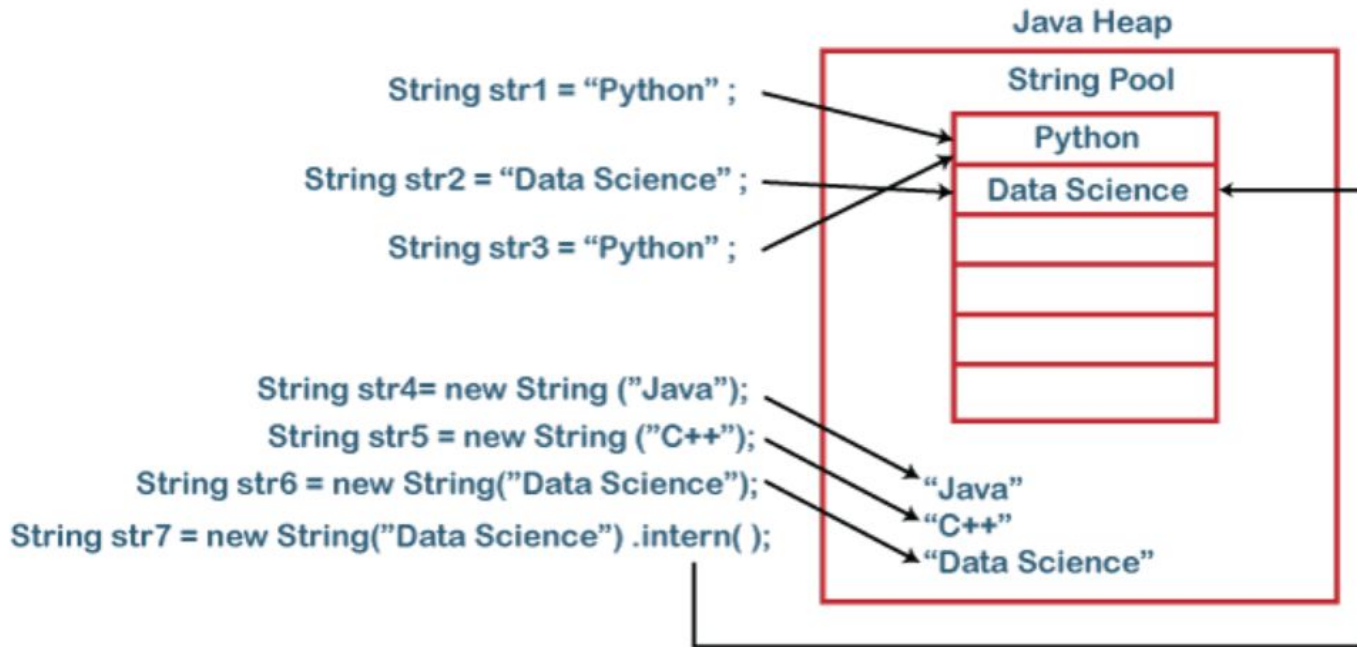 Java Heap
String Pool
String str1 = “Python” ;
Python
String str2 = “Data Science” ;
Data Science
String str3 = “Python” ;
String str4= new String (”Java”);
String str5 = new String (”C++”);
String str6 = new String(”Data Science”);
String str7 = new String(”Data Science”) .intern( );
“Java”
“C++”
“Data Science”